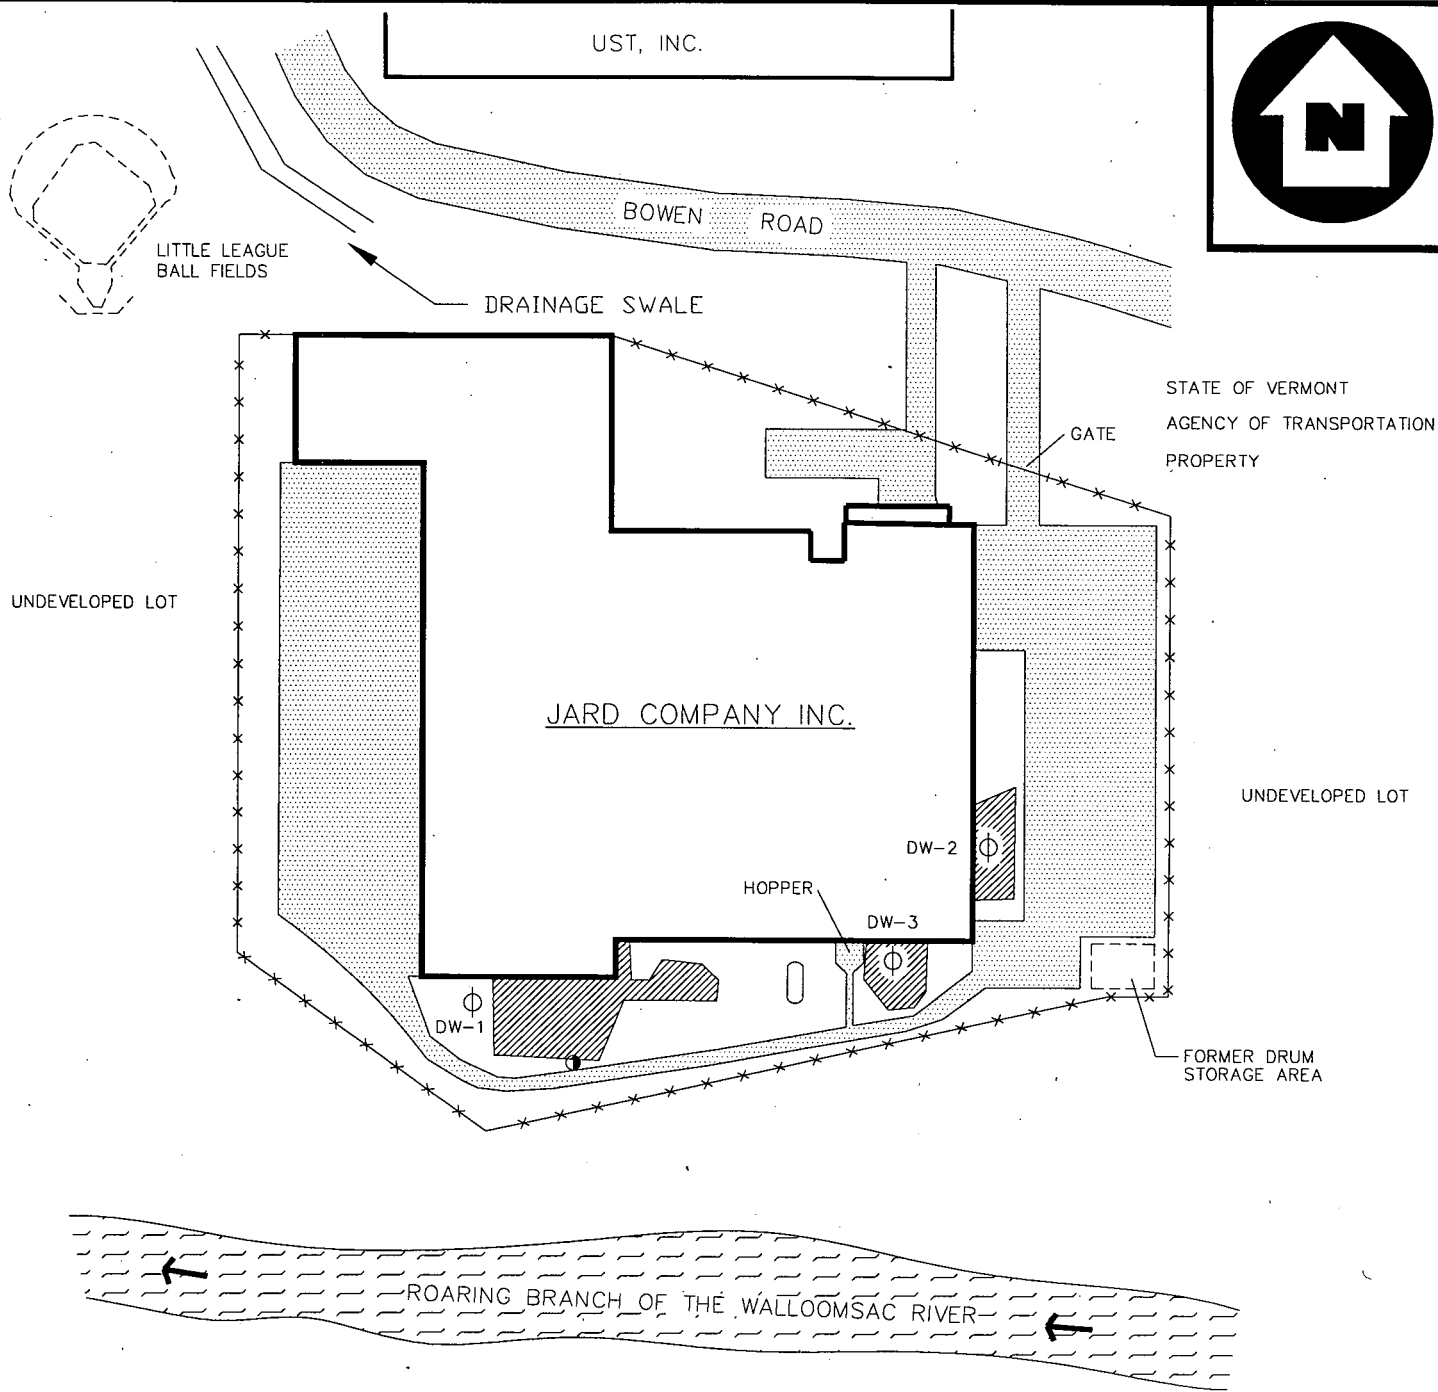 UST, INC.
N
BOWEN ROAD
LITTLE LEAGUE
BALL FIELDS
DRAINAGE SWALE
STATE OF VERMONT
AGENCY OF TRANSPORTATION
PROPERTY
GATE
UNDEVELOPED LOT
JARD COMPANY INC.
UNDEVELOPED LOT
DW-2
HOPPER
DW-3
DW-1
FORMER DRUM
STORAGE AREA
ROARING BRANCH OF THE WALLOOMSAC RIVER